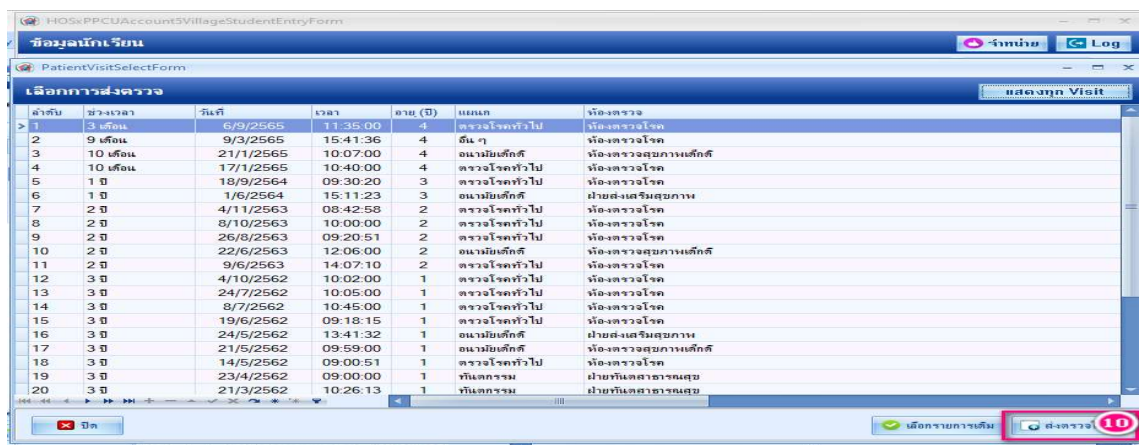 HOSxPPCUAccount5VillageStudentEntryForm
ข้อมูลนักเรียน จำหน่าย Log
PatientVisitSelectForm
เลือกการส่งตรวจ แสดงทุก Visit
ลำดับ ช่วงเวลา วันที่ เวลา อายุ (ปี) แผนก ห้องตรวจ
1 3 เดือน 6/9/2565 11:35:00 4 ตรวจโรคทั่วไป ห้องตรวจโรค
2 9 เดือน 9/3/2565 15:41:36 4 อื่น ๆ ห้องตรวจโรค
3 10 เดือน 21/1/2565 10:07:00 4 อนามัยเด็กดี ห้องตรวจสุขภาพเด็กดี
4 10 เดือน 17/1/2565 10:40:00 4 ตรวจโรคทั่วไป ห้องตรวจโรค
5 1 ปี 18/9/2564 09:30:20 3 ตรวจโรคทั่วไป ห้องตรวจโรค
6 1 ปี 1/6/2564 15:11:23 3 อนามัยเด็กดี ฝ่ายส่งเสริมสุขภาพ
7 2 ปี 4/11/2563 08:42:58 2 ตรวจโรคทั่วไป ห้องตรวจโรค
8 2 ปี 8/10/2563 10:00:00 2 ตรวจโรคทั่วไป ห้องตรวจโรค
9 2 ปี 26/8/2563 09:20:51 2 ตรวจโรคทั่วไป ห้องตรวจโรค
10 2 ปี 22/6/2563 12:06:00 2 อนามัยเด็กดี ห้องตรวจสุขภาพเด็กดี
11 2 ปี 9/6/2563 14:07:10 2 ตรวจโรคทั่วไป ห้องตรวจโรค
12 3 ปี 4/10/2562 10:02:00 1 ตรวจโรคทั่วไป ห้องตรวจโรค
13 3 ปี 24/7/2562 10:05:00 1 ตรวจโรคทั่วไป ห้องตรวจโรค
14 3 ปี 8/7/2562 10:45:00 1 ตรวจโรคทั่วไป ห้องตรวจโรค
15 3 ปี 19/6/2562 09:18:15 1 ตรวจโรคทั่วไป ห้องตรวจโรค
16 3 ปี 24/5/2562 13:41:32 1 อนามัยเด็กดี ฝ่ายส่งเสริมสุขภาพ
17 3 ปี 21/5/2562 09:59:00 1 อนามัยเด็กดี ห้องตรวจสุขภาพเด็กดี
18 3 ปี 14/5/2562 09:00:51 1 ตรวจโรคทั่วไป ห้องตรวจโรค
19 3 ปี 23/4/2562 09:00:00 1 ทันตกรรม ฝ่ายทันตสาธารณสุข
20 3 ปี 21/3/2562 10:26:13 1 ทันตกรรม ฝ่ายทันตสาธารณสุข
ปิด เลือกรายการเดิม ส่งตรวจ 10